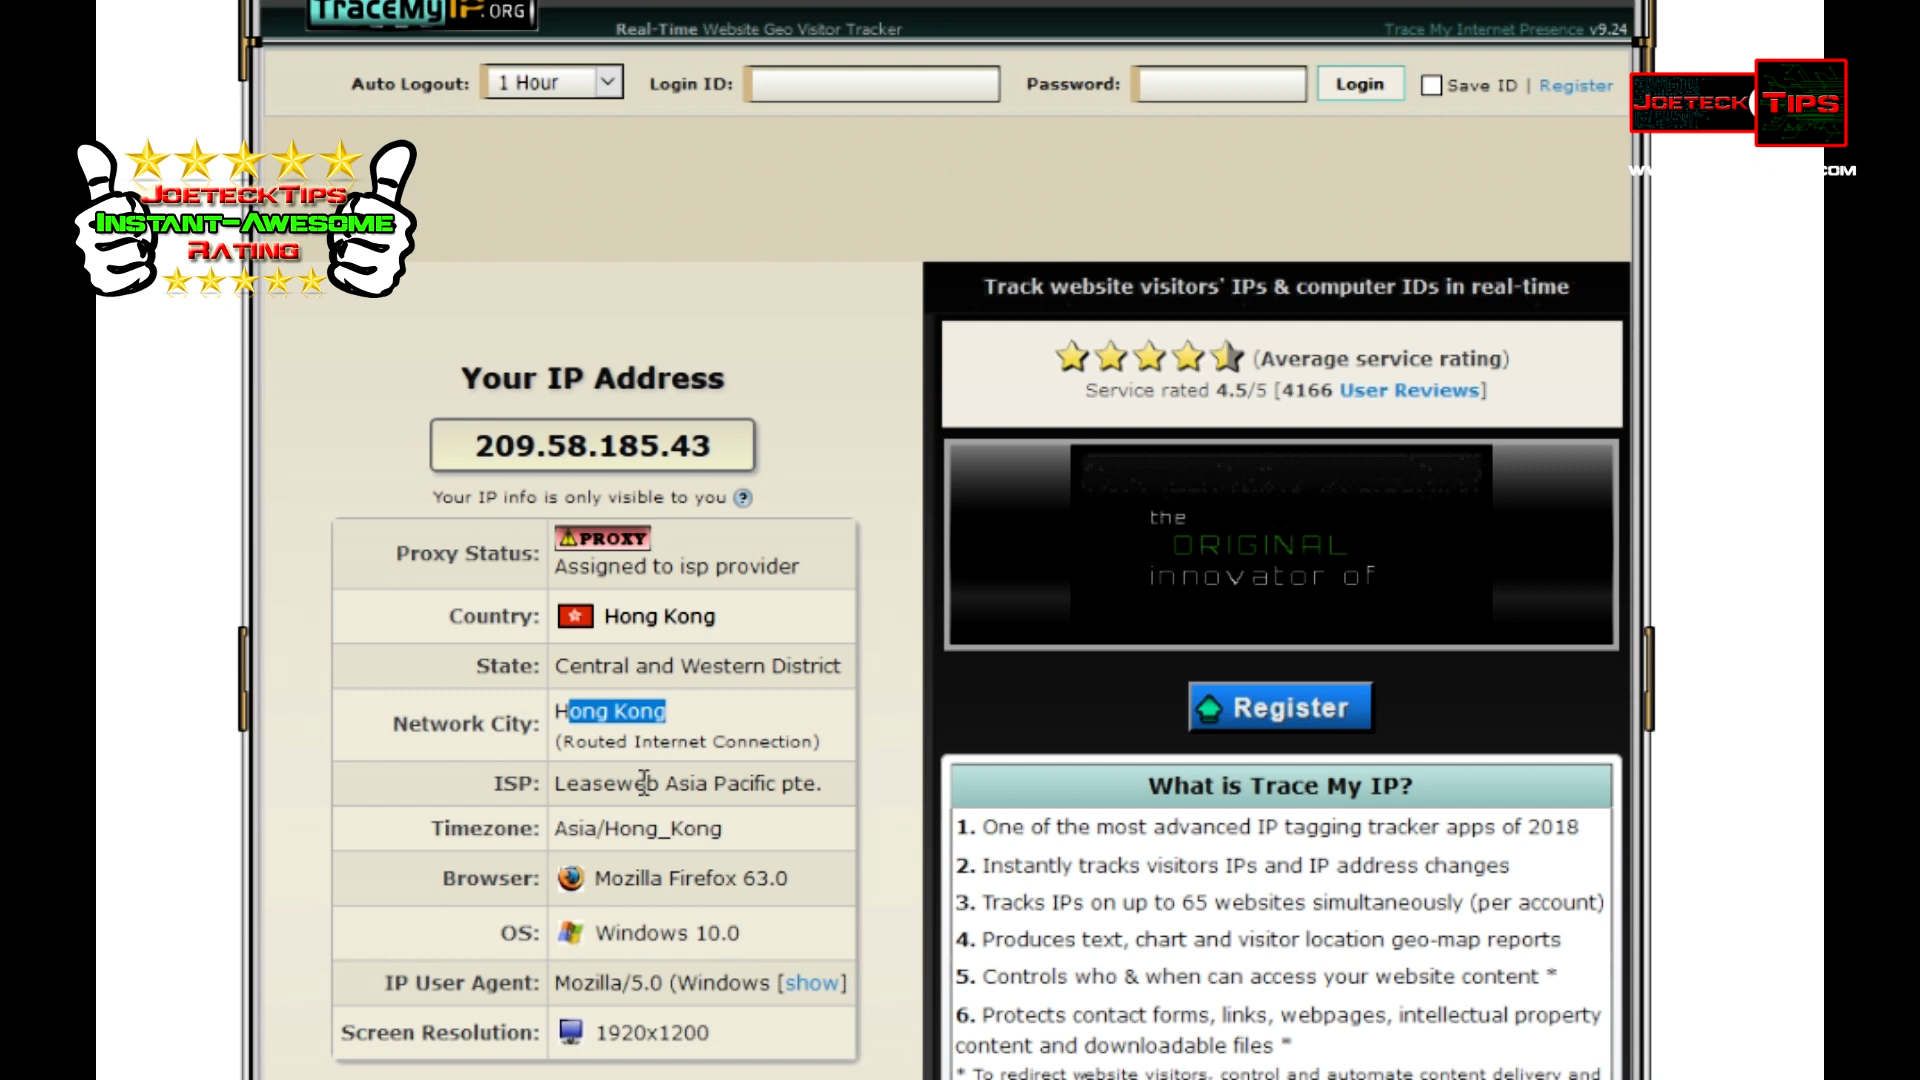 TraceMyIP.ORG
Real-Time Website Geo Visitor Tracker
Trace My Internet Presence v9.24
Auto Logout: 1 Hour Login ID: Password: Login Save ID | Register
JOETECK TIPS
.COM
JOETECKTIPS
INSTANT-AWESOME
RATING
Track website visitors' IPs & computer IDs in real-time
(Average service rating)
Service rated 4.5/5 [4166 User Reviews]
Your IP Address
209.58.185.43
Your IP info is only visible to you ?
Proxy Status: PROXY
Assigned to isp provider
Country: Hong Kong
State: Central and Western District
Network City: Hong Kong
(Routed Internet Connection)
ISP: Leaseweb Asia Pacific pte.
Timezone: Asia/Hong_Kong
Browser: Mozilla Firefox 63.0
OS: Windows 10.0
IP User Agent: Mozilla/5.0 (Windows [show]
Screen Resolution: 1920x1200
the
ORIGINAL
innovator of
Register
What is Trace My IP?
1. One of the most advanced IP tagging tracker apps of 2018
2. Instantly tracks visitors IPs and IP address changes
3. Tracks IPs on up to 65 websites simultaneously (per account)
4. Produces text, chart and visitor location geo-map reports
5. Controls who & when can access your website content *
6. Protects contact forms, links, webpages, intellectual property
content and downloadable files *
* To redirect website visitors, control and automate content delivery and